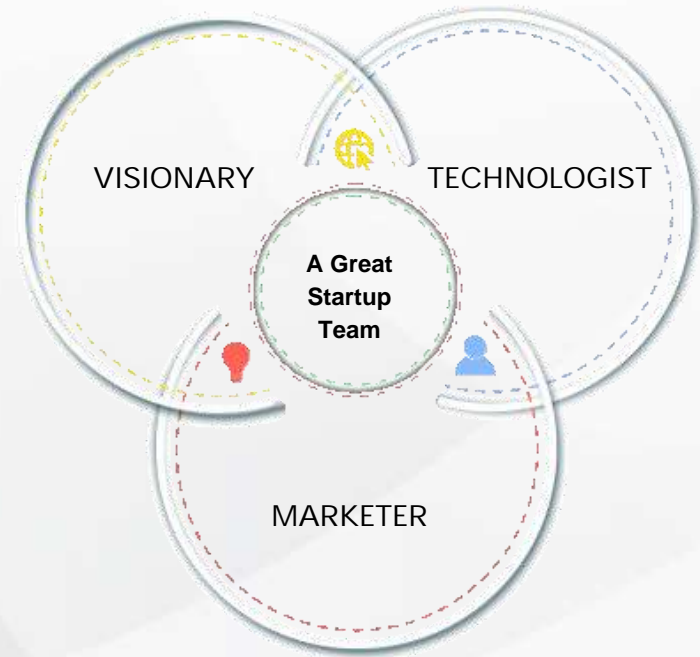 VISIONARY
TECHNOLOGIST
A Great
Startup
Team
MARKETER